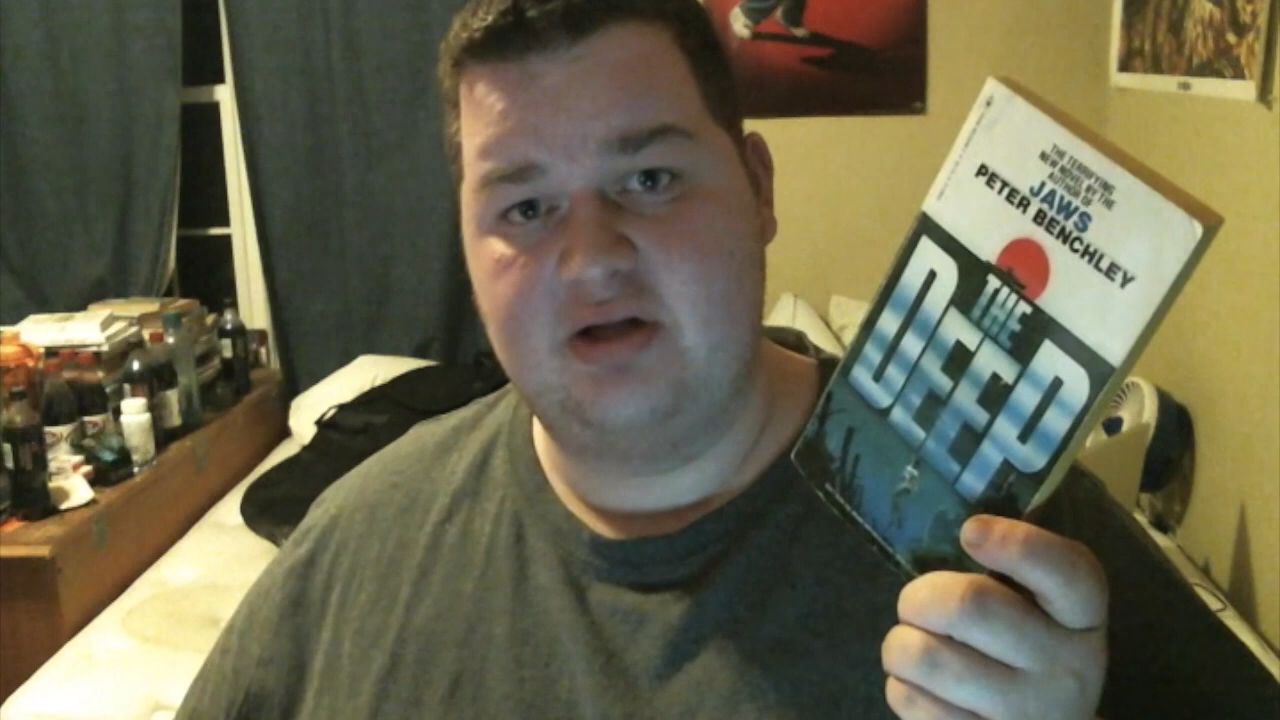 THE TERRIFYING
NEW NOVEL BY THE
AUTHOR OF
JAWS
PETER BENCHLEY
THE
DEEP